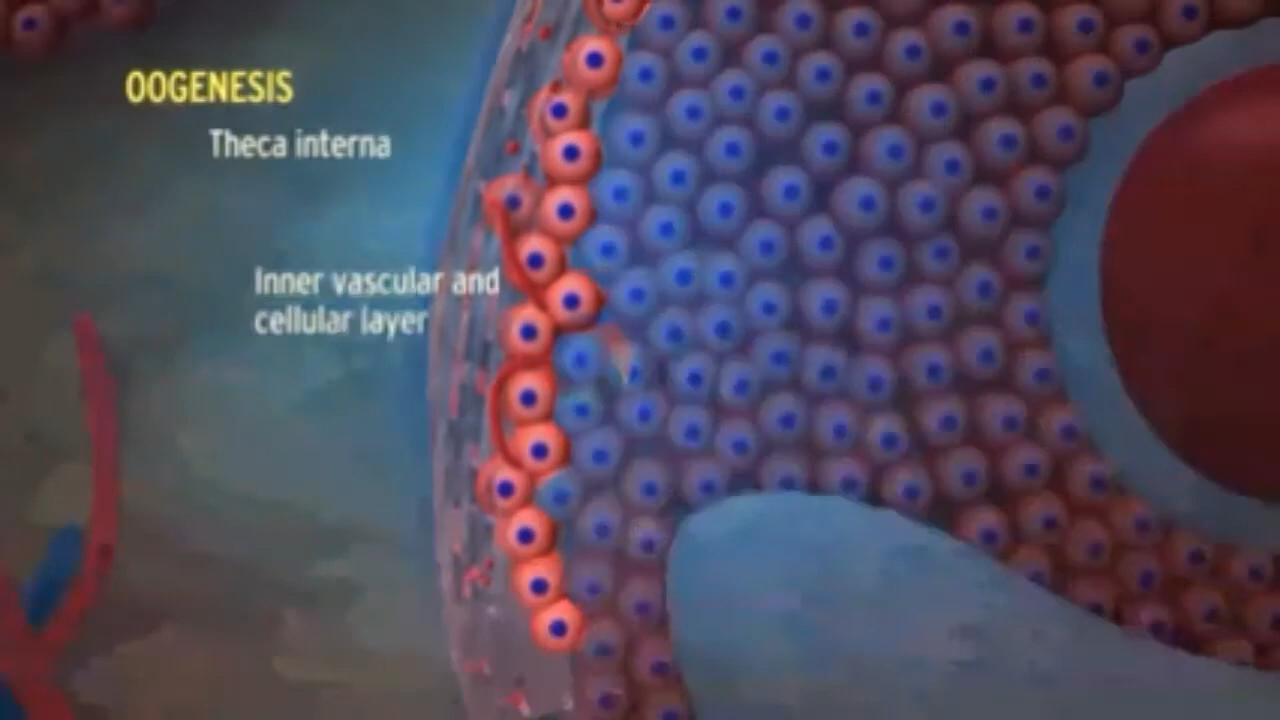 OOGENESIS
Theca interna
Inner vascular and
cellular layer